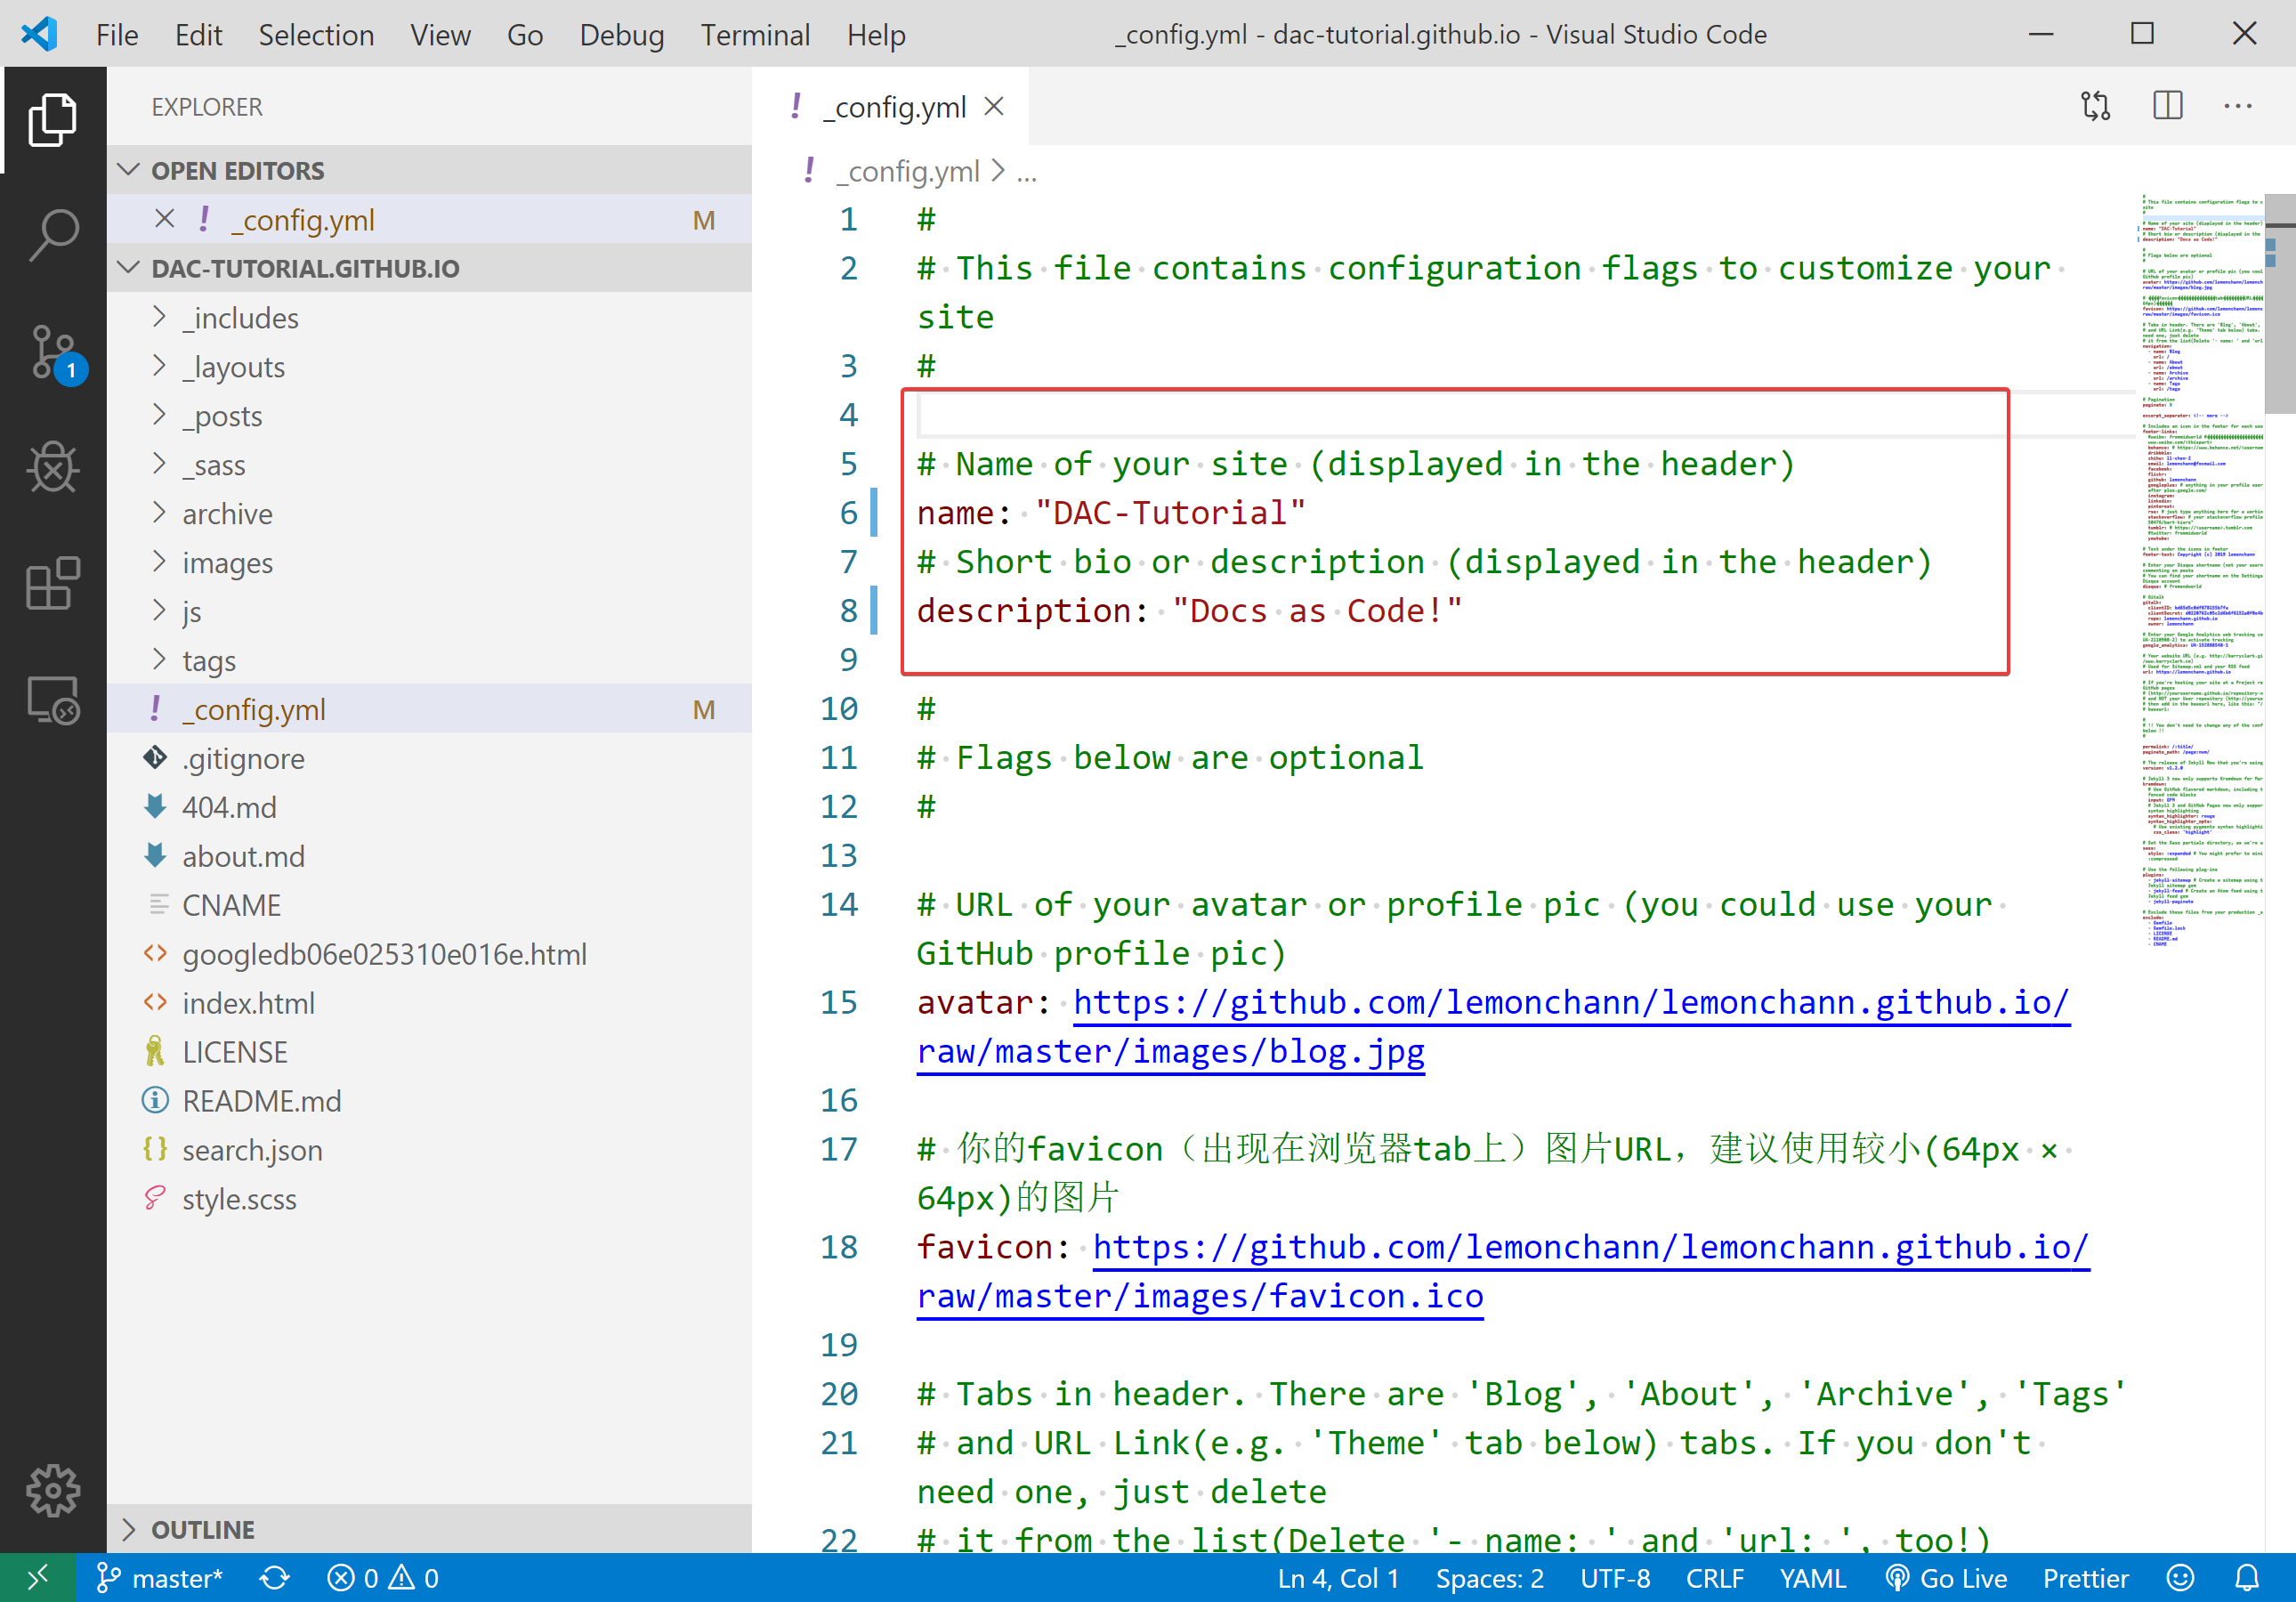 File Edit Selection View Go Debug Terminal Help _config.yml - dac-tutorial.github.io - Visual Studio Code
EXPLORER
OPEN EDITORS
_config.yml M
DAC-TUTORIAL.GITHUB.IO
_includes
_layouts
_posts
_sass
archive
images
js
tags
_config.yml M
.gitignore
404.md
about.md
CNAME
googledb06e025310e016e.html
index.html
LICENSE
README.md
search.json
style.scss
OUTLINE
1
! _config.yml
! _config.yml > ...
1 #
2 # This file contains configuration flags to customize your
site
3 #
4
5 # Name of your site (displayed in the header)
6 name: "DAC-Tutorial"
7 # Short bio or description (displayed in the header)
8 description: "Docs as Code!"
9
10 #
11 # Flags below are optional
12 #
13
14 # URL of your avatar or profile pic (you could use your
GitHub profile pic)
15 avatar: https://github.com/lemonchann/lemonchann.github.io/
raw/master/images/blog.jpg
16
17 # 你的favicon（出现在浏览器tab上）图片URL，建议使用较小(64px ×
64px)的图片
18 favicon: https://github.com/lemonchann/lemonchann.github.io/
raw/master/images/favicon.ico
19
20 # Tabs in header. There are 'Blog', 'About', 'Archive', 'Tags'
21 # and URL Link(e.g. 'Theme' tab below) tabs. If you don't
need one, just delete
22 # it from the list(Delete '- name: ' and 'url: ', too!)
master* 0 0 Ln 4, Col 1 Spaces: 2 UTF-8 CRLF YAML Go Live Prettier